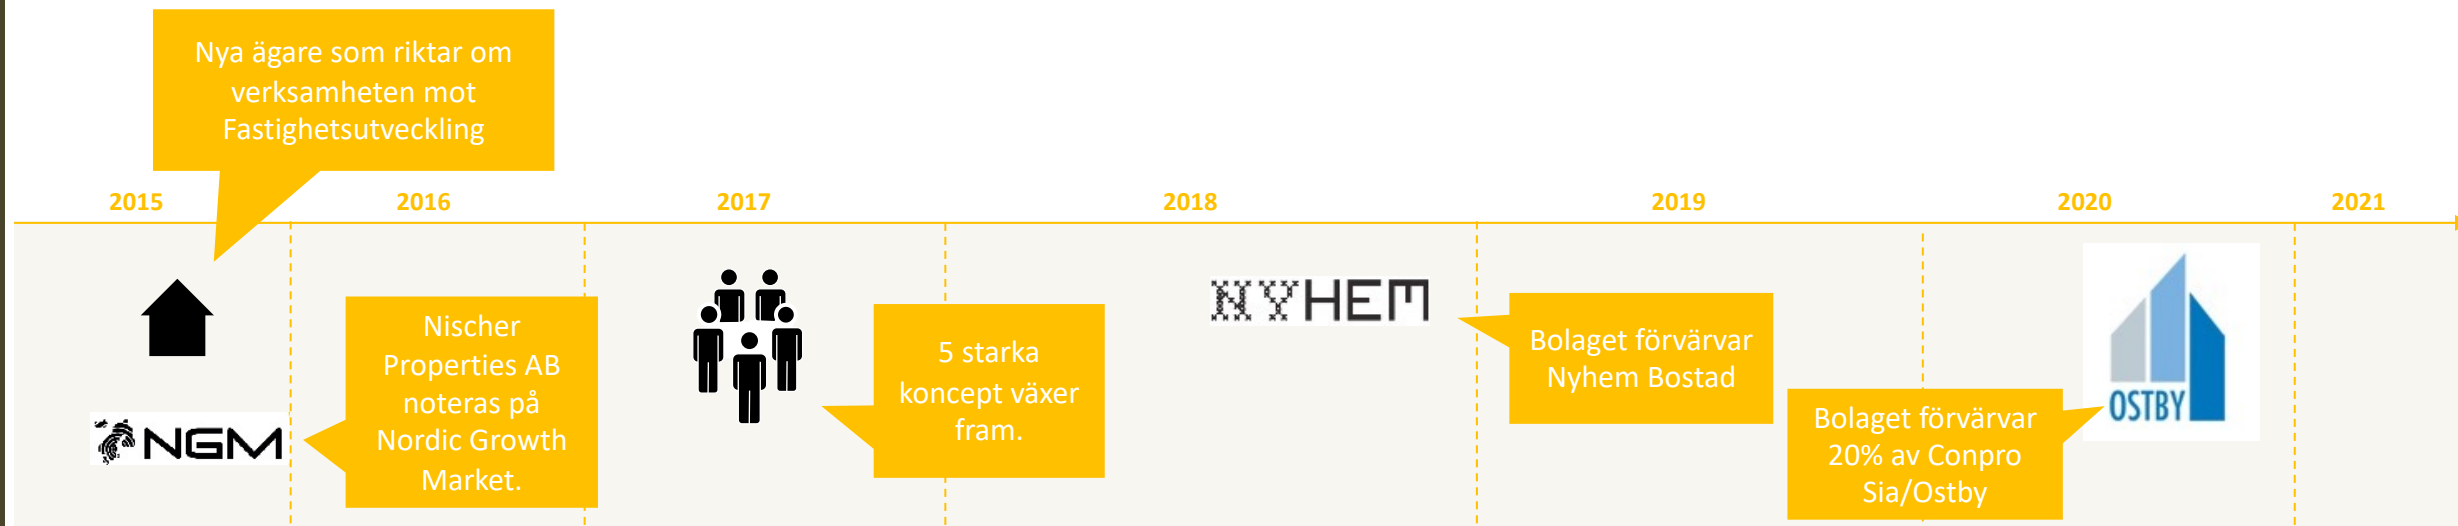 Nya ägare som riktar om
verksamheten mot
Fastighetsutveckling
2015
2016
2017
2018
2019
2020
2021
NGM
Nischer
Properties AB
noteras på
Nordic Growth
Market.
5 starka
koncept växer
fram.
NYHEM
Bolaget förvärvar
Nyhem Bostad
Bolaget förvärvar
20% av Conpro
Sia/Ostby
OSTBY